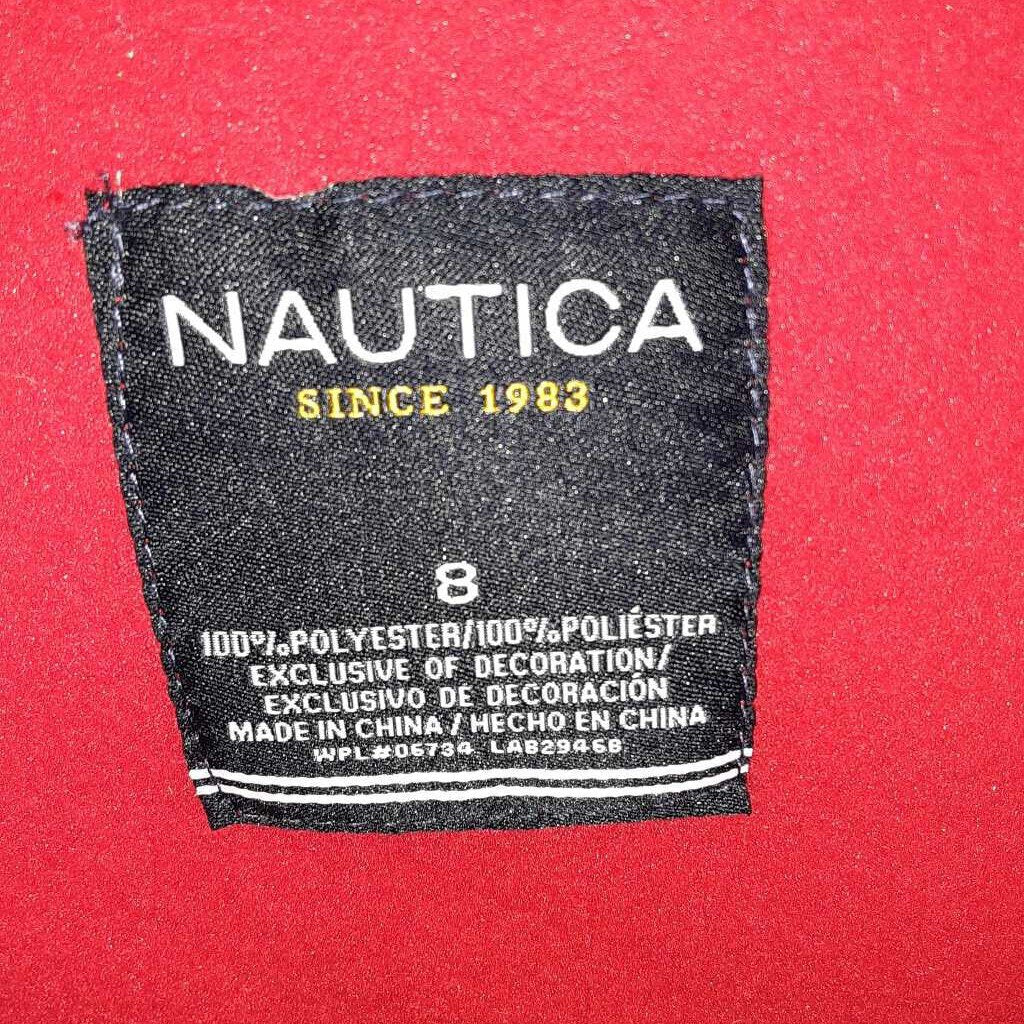 NAUTICA
SINCE 1983
8
100%POLYESTER/100%POLIÉSTER
EXCLUSIVE OF DECORATION/
EXCLUSIVO DE DECORACIÓN
MADE IN CHINA / HECHO EN CHINA
WPL#06734 LAB29468